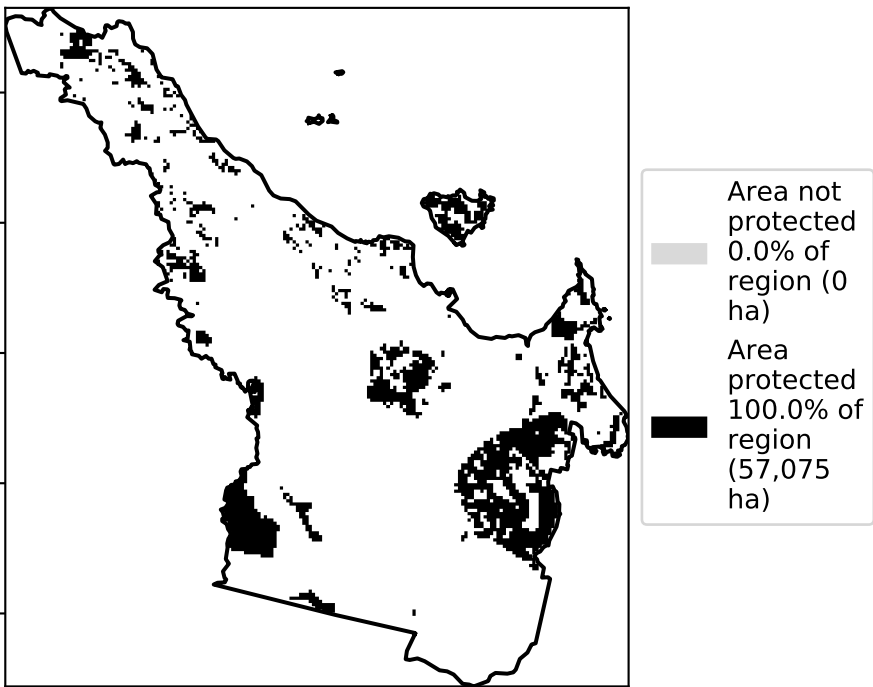 Area not
protected
0.0% of
region (0
ha)
Area
protected
100.0% of
region
(57,075
ha)